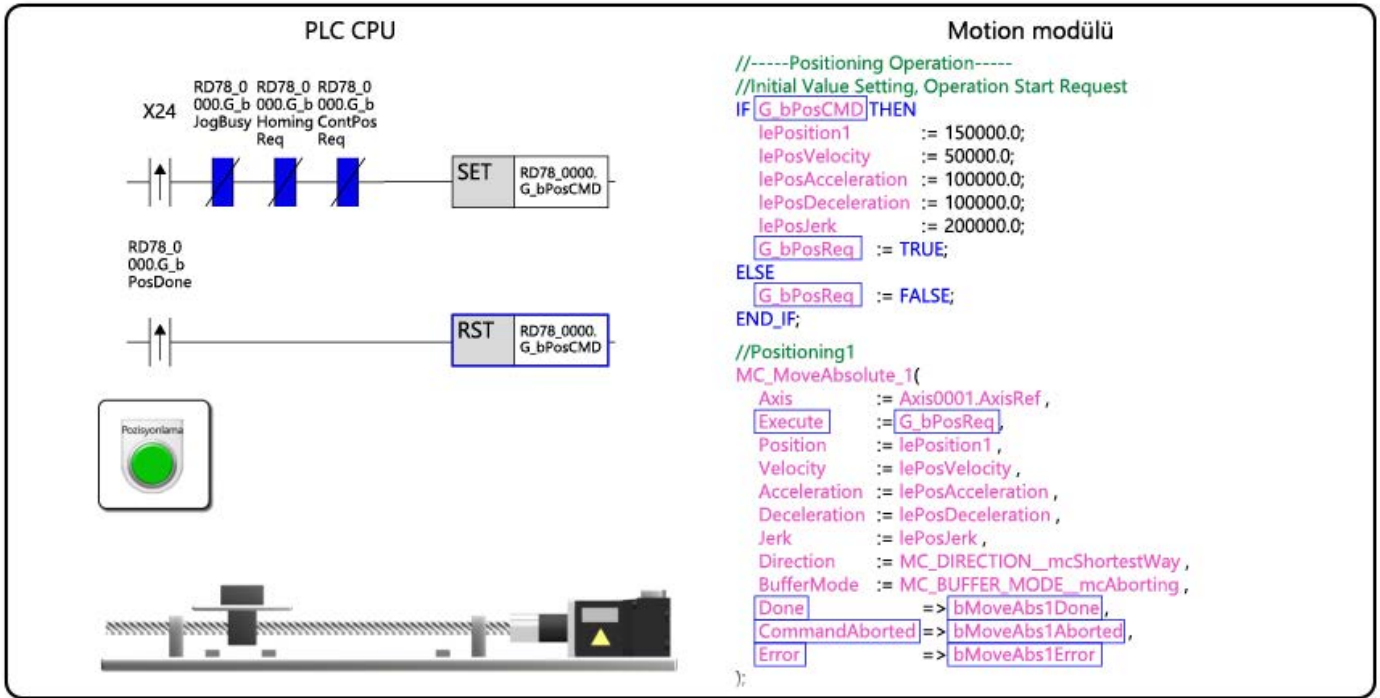 PLC CPU
X24
RD78_0
000.G_b
JogBusy
RD78_0
000.G_b
Homing
Req
RD78_0
000.G_b
ContPos
Req
SET
RD78_0000.
G_bPosCMD
RD78_0
000.G_b
PosDone
RST
RD78_0000.
G_bPosCMD
Pozisyonlama
Motion modülü
//-----Positioning Operation-----
//Initial Value Setting, Operation Start Request
IF G_bPosCMD THEN
lePosition1 := 150000.0;
lePosVelocity := 50000.0;
lePosAcceleration := 100000.0;
lePosDeceleration := 100000.0;
lePosJerk := 200000.0;
G_bPosReq := TRUE;
ELSE
G_bPosReq := FALSE;
END_IF;
//Positioning1
MC_MoveAbsolute_1(
Axis := Axis0001.AxisRef ,
Execute := G_bPosReq ,
Position := lePosition1 ,
Velocity := lePosVelocity ,
Acceleration := lePosAcceleration ,
Deceleration := lePosDeceleration ,
Jerk := lePosJerk ,
Direction := MC_DIRECTION__mcShortestWay ,
BufferMode := MC_BUFFER_MODE__mcAborting ,
Done => bMoveAbs1Done ,
CommandAborted => bMoveAbs1Aborted ,
Error => bMoveAbs1Error
);